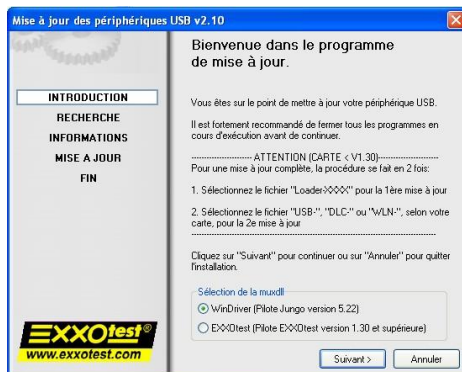 Mise à jour des périphériques USB v2.10
Bienvenue dans le programme
de mise à jour.
INTRODUCTION
RECHERCHE
INFORMATIONS
MISE A JOUR
FIN
Vous êtes sur le point de mettre à jour votre périphérique USB.
Il est fortement recommandé de fermer tous les programmes en
cours d'exécution avant de continuer.
----------------------- ATTENTION (CARTE < V1.30)-----------------------
Pour une mise à jour complète, la procédure se fait en 2 fois:
1. Sélectionnez le fichier "Loader-XXXX" pour la 1ère mise à jour
2. Sélectionnez le fichier "USB-", "DLC-" ou "WLN-", selon votre
carte, pour la 2e mise à jour
Cliquez sur "Suivant" pour continuer ou sur "Annuler" pour quitter
l'installation.
Sélection de la muxdll
WinDriver (Pilote Jungo version 5.22)
EXXOtest (Pilote EXXOtest version 1.30 et supérieure)
EXXOtest®
www.exxotest.com
Suivant >
Annuler